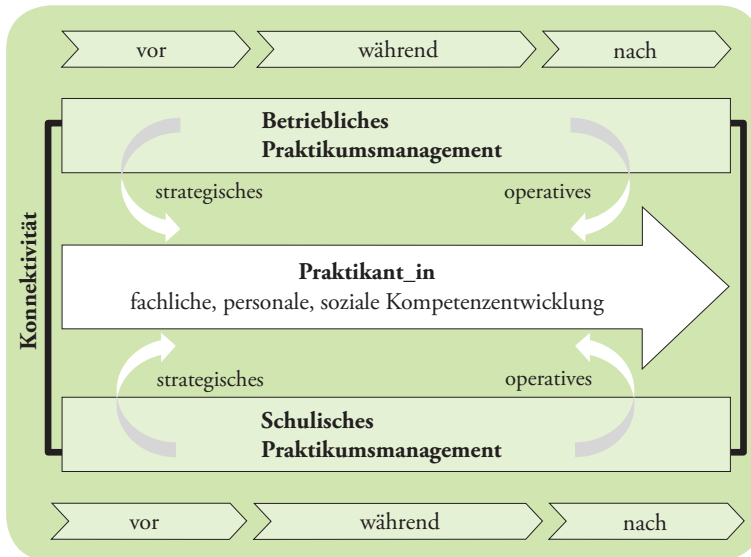 vor während nach
Betriebliches
Praktikumsmanagement
strategisches operatives
Konnektivität
Praktikant_in
fachliche, personale, soziale Kompetenzentwicklung
strategisches operatives
Schulisches
Praktikumsmanagement
vor während nach